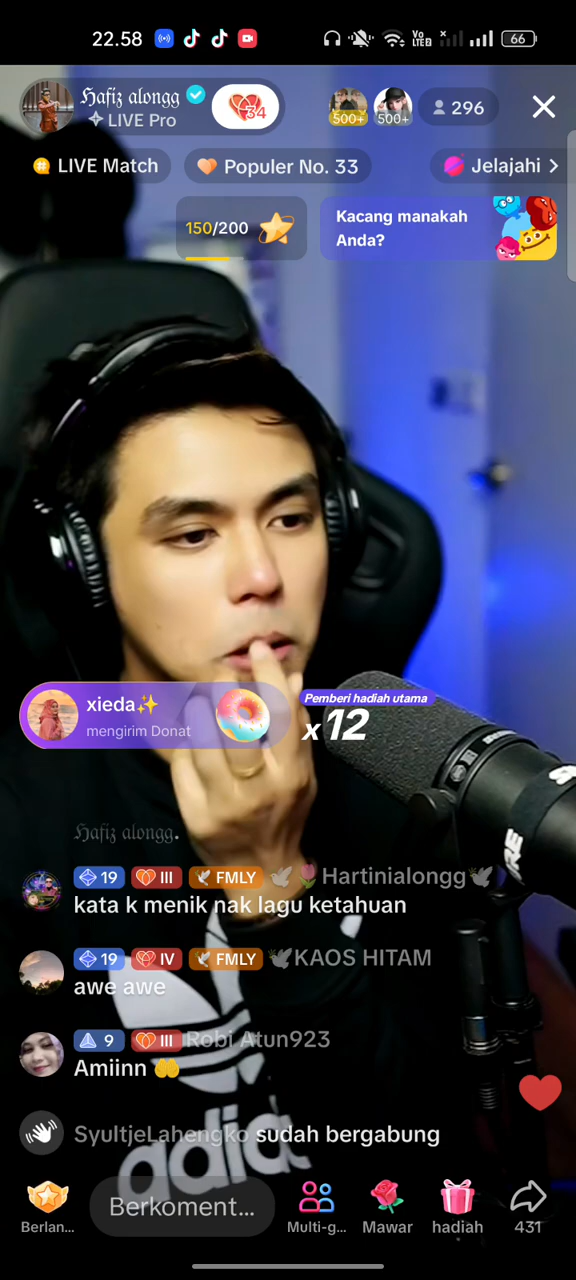 22.58
Vo
LTE2
66
ℌ𝔞𝔣𝔦𝔷 𝔞𝔩𝔬𝔫𝔤𝔤
34
LIVE Pro
500+
500+
296
LIVE Match
Populer No. 33
Jelajahi
150/200
Kacang manakah
Anda?
xieda✨
mengirim Donat
Pemberi hadiah utama
x12
ℌ𝔞𝔣𝔦𝔷 𝔞𝔩𝔬𝔫𝔤𝔤.
19 III FMLY 🕊️🌷Hartinialongg🕊️
kata k menik nak lagu ketahuan
19 IV FMLY 🕊️KAOS HITAM
awe awe
9 III Robi Atun923
Amiinn 🤲
SyultjeLahengko sudah bergabung
adidas
Berlan...
Berkoment...
Multi-g...
Mawar
hadiah
431